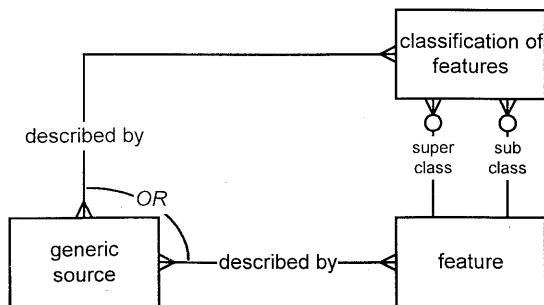 classification of
features
described by
super
class
sub
class
OR
generic
source
described by
feature